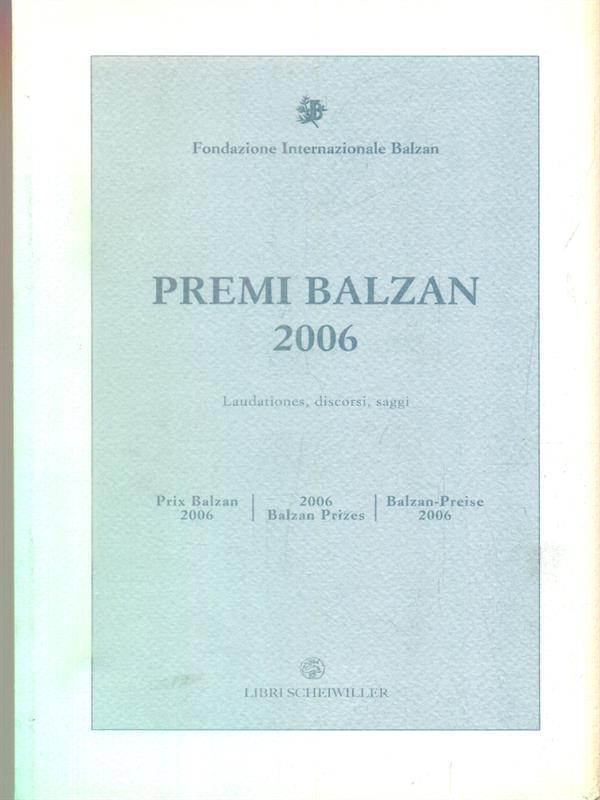 Fondazione Internazionale Balzan
PREMI BALZAN
2006
Laudationes, discorsi, saggi
Prix Balzan
2006
2006
Balzan Prizes
Balzan-Preise
2006
LIBRI SCHEIWILLER